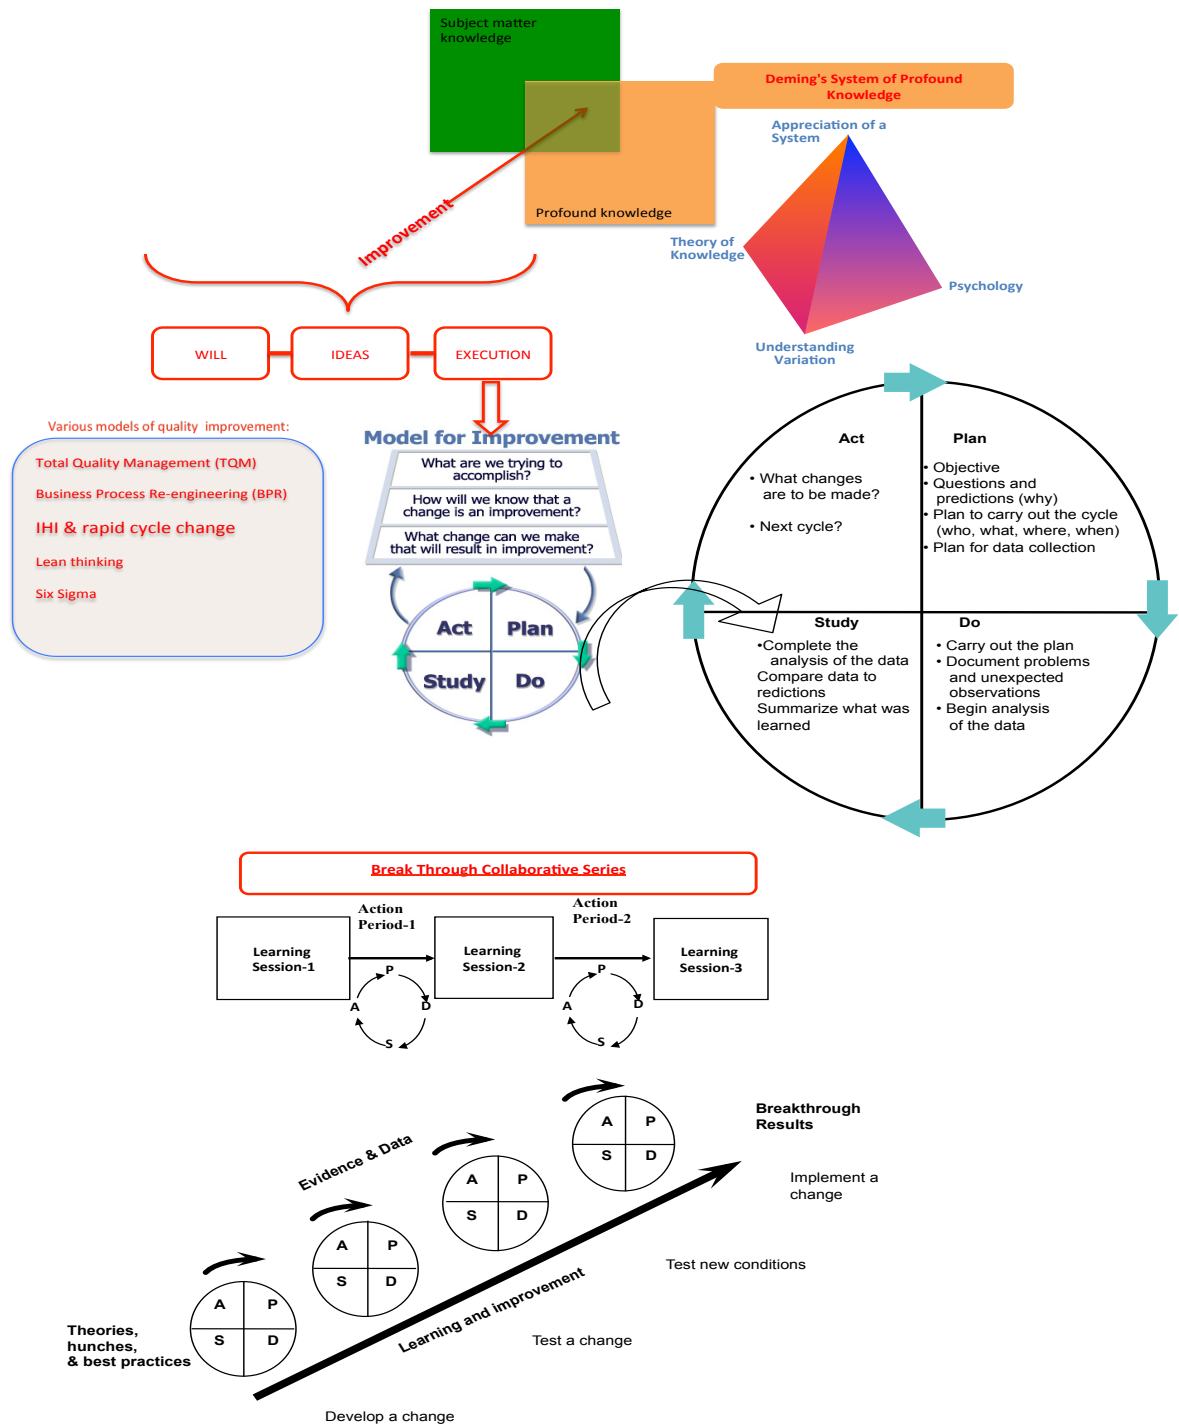 Subject matter
knowledge
Deming's System of Profound
Knowledge
Appreciation of a
System
Profound knowledge
Improvement
Theory of
Knowledge
Psychology
Understanding
Variation
WILL
IDEAS
EXECUTION
Various models of quality improvement:
Total Quality Management (TQM)
Business Process Re-engineering (BPR)
IHI & rapid cycle change
Lean thinking
Six Sigma
Model for Improvement
What are we trying to
accomplish?
How will we know that a
change is an improvement?
What change can we make
that will result in improvement?
Act
Plan
Study
Do
Act
• What changes
are to be made?
• Next cycle?
Plan
• Objective
• Questions and
predictions (why)
• Plan to carry out the cycle
(who, what, where, when)
• Plan for data collection
Study
•Complete the
analysis of the data
Compare data to
redictions
Summarize what was
learned
Do
• Carry out the plan
• Document problems
and unexpected
observations
• Begin analysis
of the data
Break Through Collaborative Series
Learning
Session-1
Action
Period-1
P
A
D
S
Learning
Session-2
Action
Period-2
P
A
D
S
Learning
Session-3
Breakthrough
Results
A P
S D
Evidence & Data
A P
S D
Implement a
change
A P
S D
Test new conditions
A P
S D
Learning and improvement
Theories,
hunches,
& best practices
Test a change
Develop a change